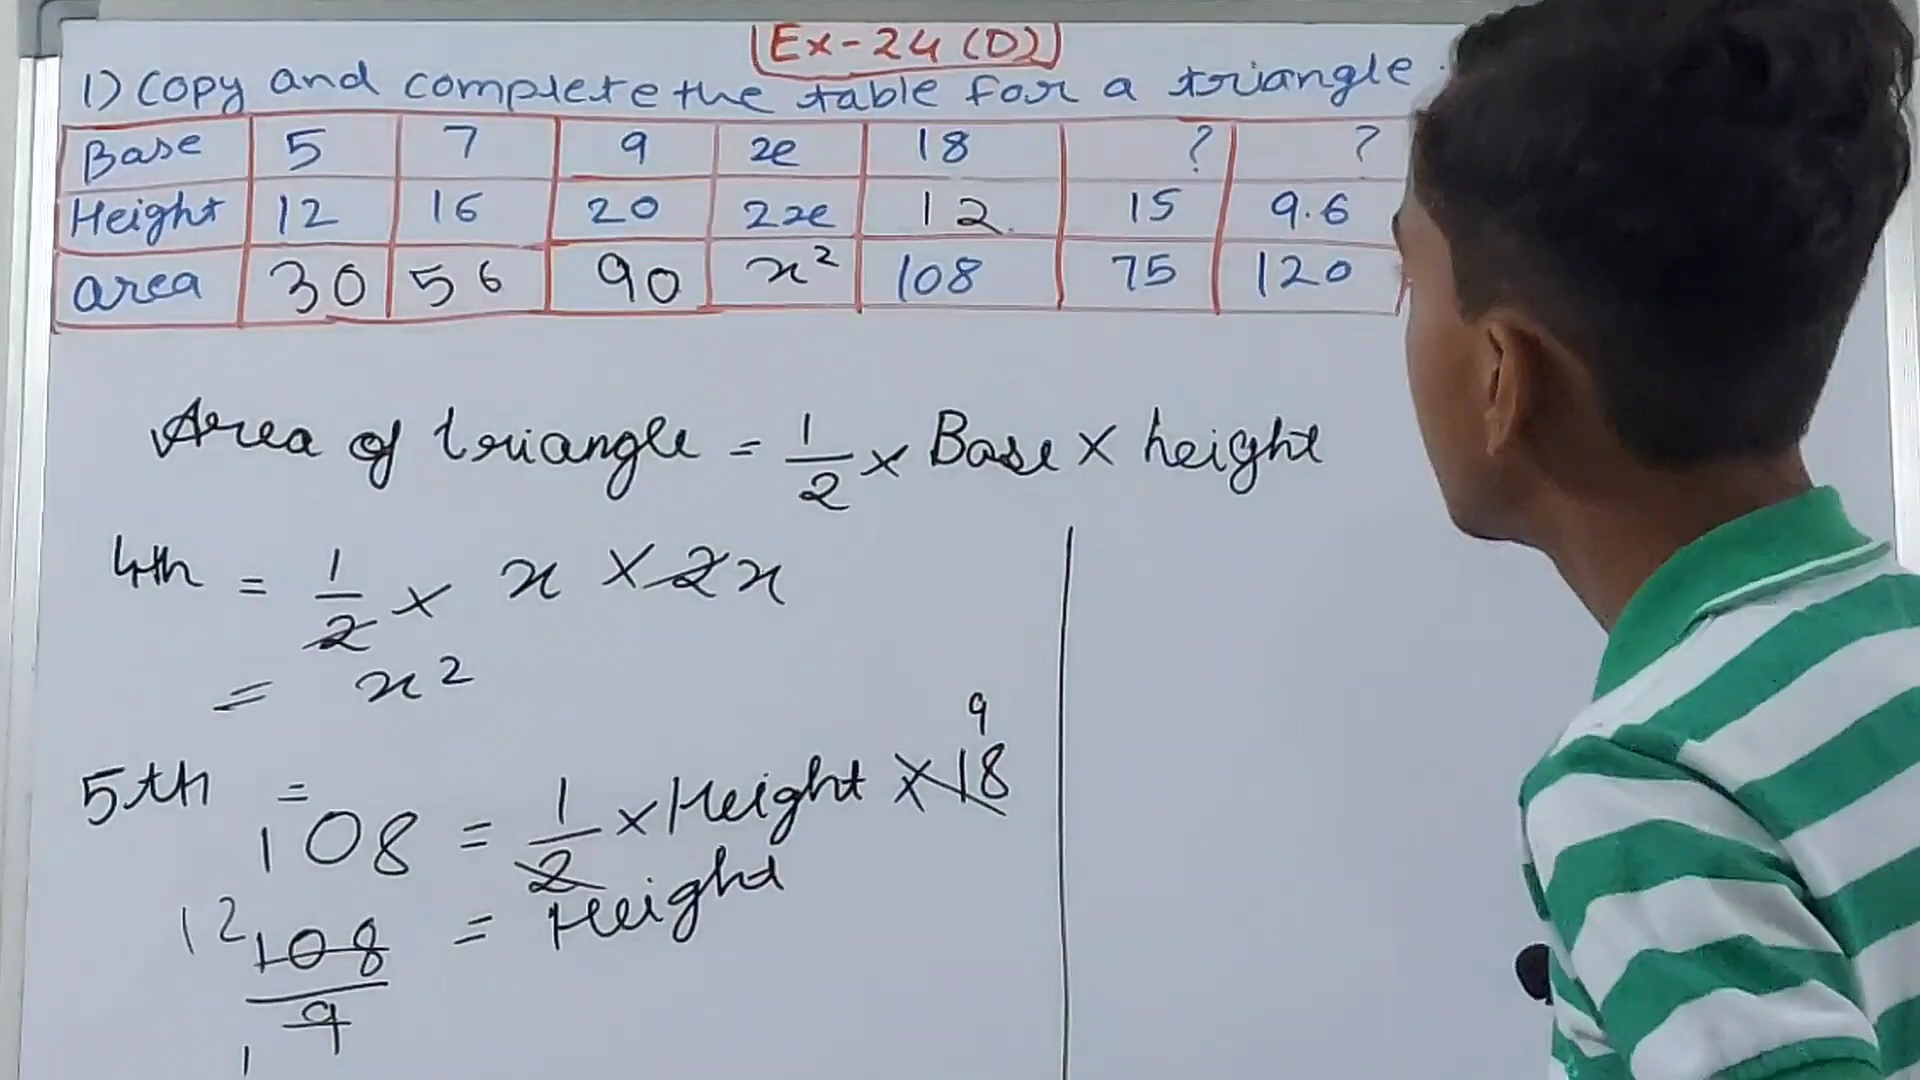 Ex-24(D)
1) Copy and complete the table for a triangle.
Base 5 7 9 x 18 ? ?
Height 12 16 20 2x 12 15 9.6
area 30 56 90 x² 108 75 120
Area of triangle = 1/2 × Base × height
4th = 1/2 × x × 2x
= x²
9
5th =
108 = 1/2 × Height × 18
12 108/9 = Height
1